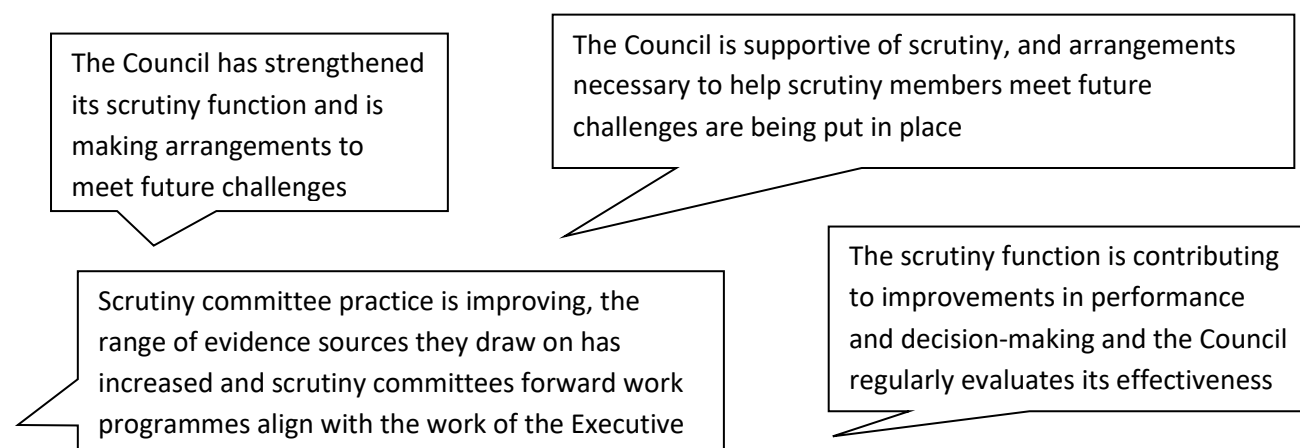 The Council has strengthened
its scrutiny function and is
making arrangements to
meet future challenges
The Council is supportive of scrutiny, and arrangements
necessary to help scrutiny members meet future
challenges are being put in place
Scrutiny committee practice is improving, the
range of evidence sources they draw on has
increased and scrutiny committees forward work
programmes align with the work of the Executive
The scrutiny function is contributing
to improvements in performance
and decision-making and the Council
regularly evaluates its effectiveness